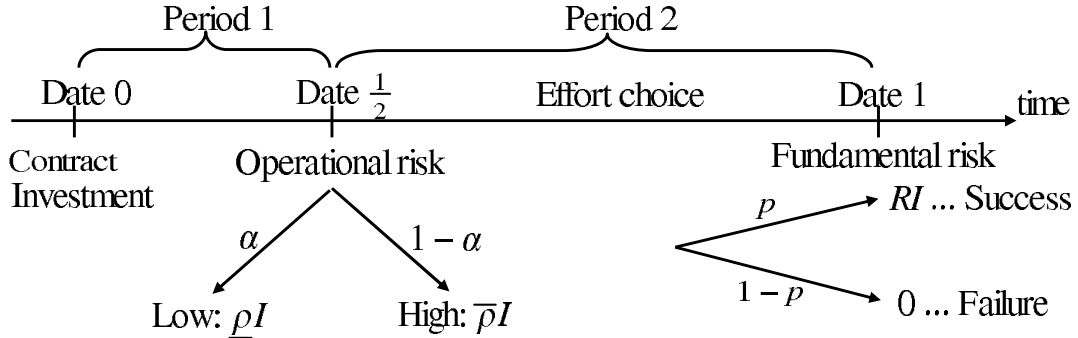 Period 1
Period 2
Date 0
Date 1/2
Effort choice
Date 1
time
Contract
Investment
Operational risk
Fundamental risk
α
1 − α
Low: ρ̲I
High: ρ̅I
p
1 − p
RI ... Success
0 ... Failure